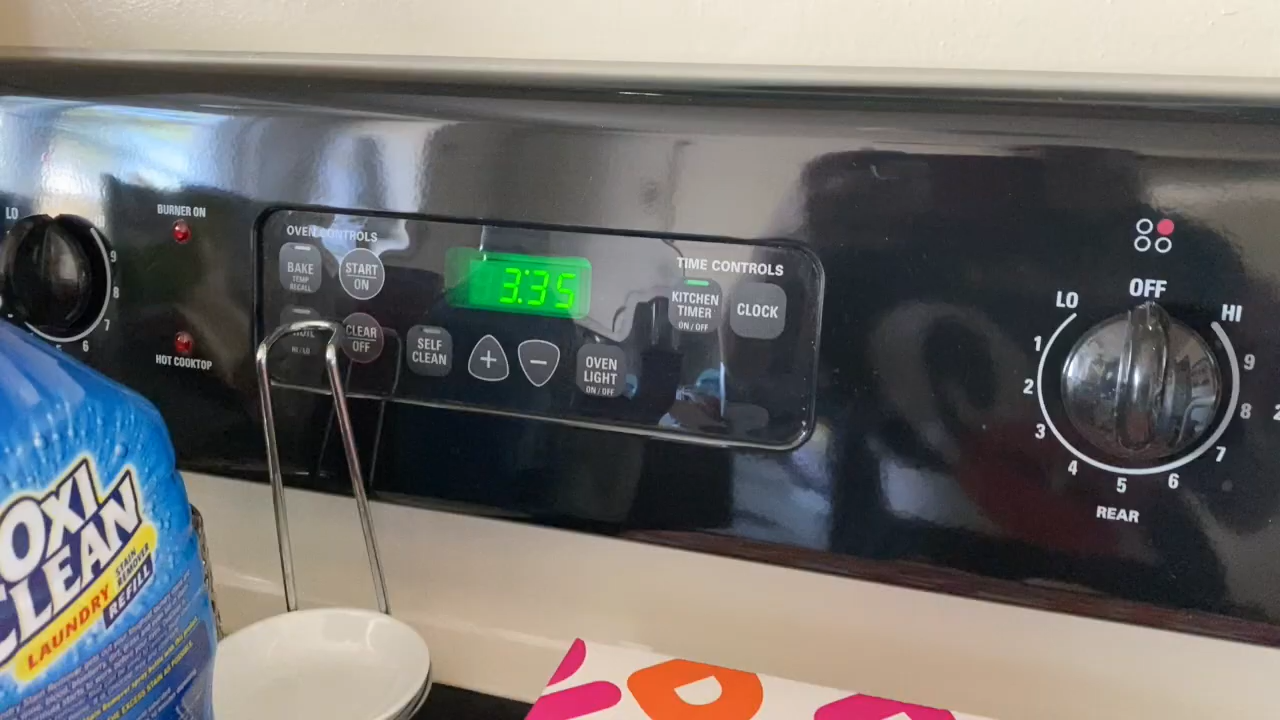 LO
9
8
7
6
BURNER ON
HOT COOKTOP
OVEN CONTROLS
BAKE
TEMP
RECALL
START
ON
CLEAR
OFF
SELF
CLEAN
+
−
3:35
OVEN
LIGHT
ON / OFF
TIME CONTROLS
KITCHEN
TIMER
ON / OFF
CLOCK
OFF
LO
HI
1
2
3
4
5
6
7
8
9
REAR
2
OXI
CLEAN
STAIN
REMOVER
LAUNDRY
REFILL